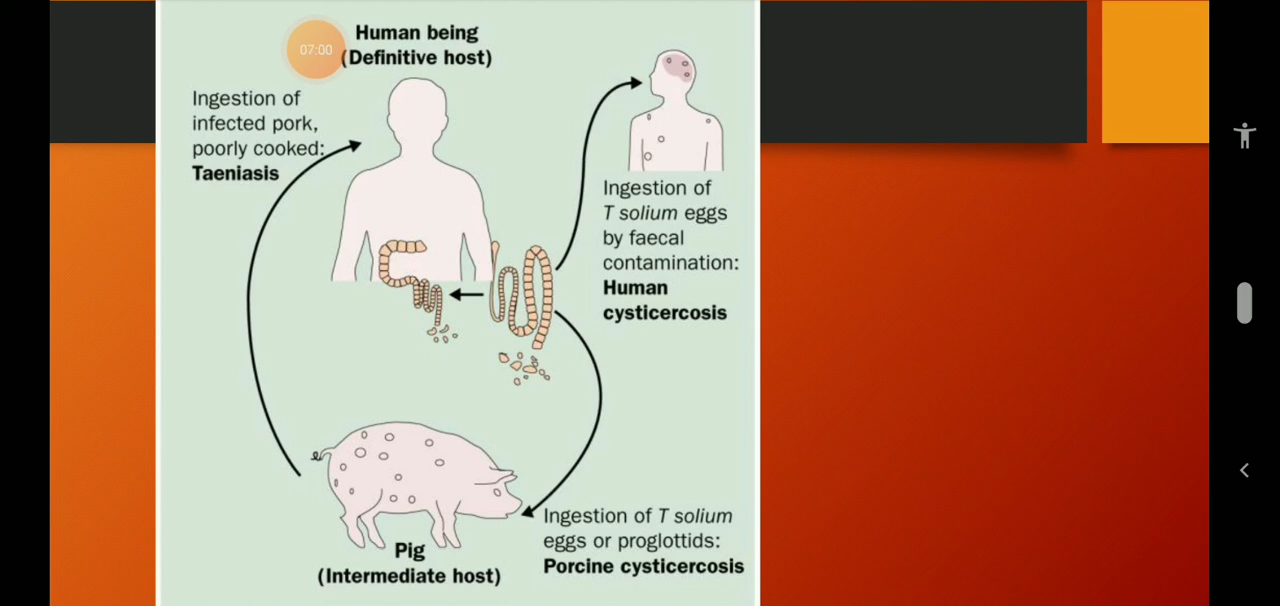 07:00
Human being
(Definitive host)
Ingestion of
infected pork,
poorly cooked:
Taeniasis
Ingestion of
T solium eggs
by faecal
contamination:
Human
cysticercosis
Pig
(Intermediate host)
Ingestion of T solium
eggs or proglottids:
Porcine cysticercosis